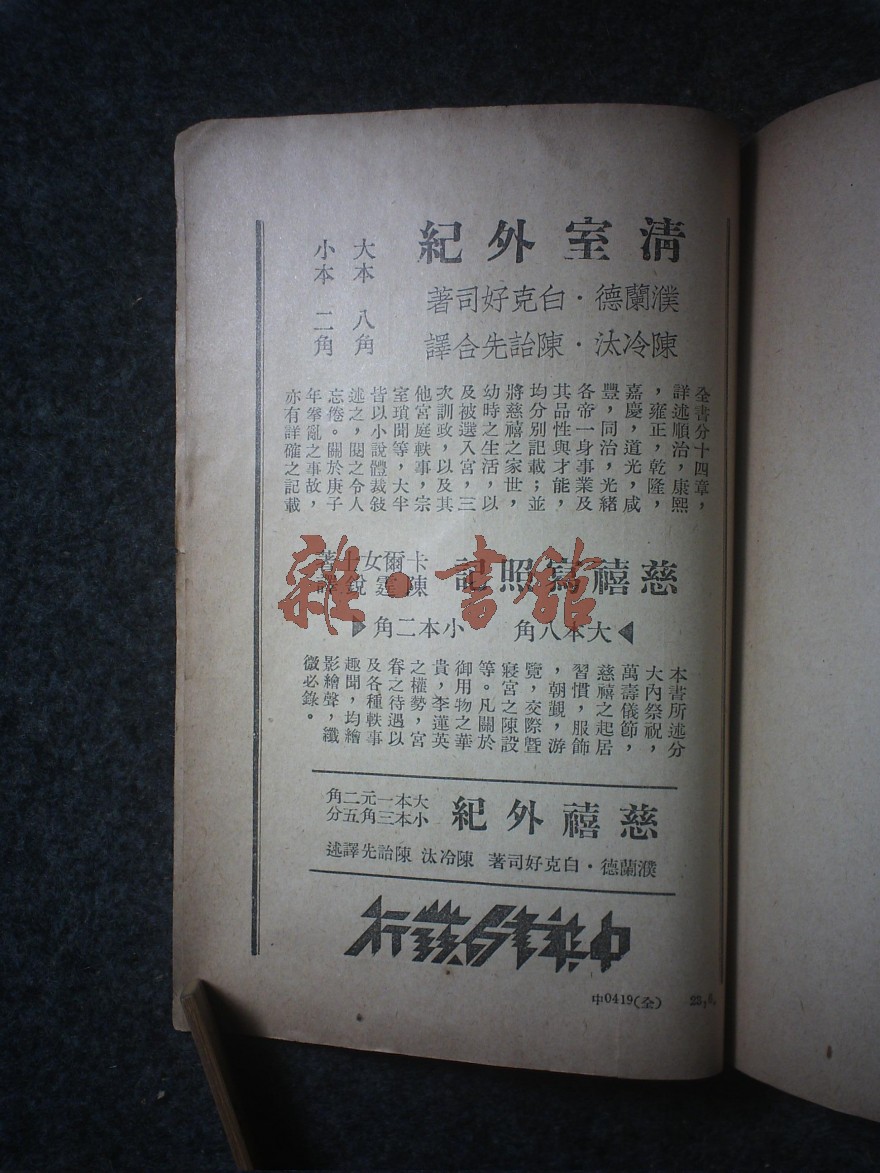 清室外紀
濮蘭德・白克好司著
陳冷汰・陳詒先合譯
大本 八角
小本 二角
全書分十四章，
詳述順治，康熙
，雍正，乾隆，
嘉慶，道光，咸
豐，同治，光緒
各帝一身事業及
其品性與才能，
均分別記載；並
將慈禧之家世，
幼時之生活，以
及被選入宮，三
次訓政，以及其
他宮庭軼事，宗
室瑣聞等，大半
皆以小說體裁敍
述之，閱之令人
忘倦。關於庚子
年拳亂之事故，
亦有詳確之記載
慈禧寫照記
卡爾女士著
陳霆銳譯
大本八角 小本二角
本書所述分
大內祭祝，
萬壽儀節，
慈禧之起居
習慣，服飾
，朝覲，游
覽，交際暨
寢宮之陳設
等。凡關於
御用物之華
貴，李蓮英
之權勢，宮
眷之待遇以
及各種軼事
趣聞，均繪
影繪聲，纖
微必錄。
慈禧外紀
大本一元二角
小本三角五分
濮蘭德・白克好司著 陳冷汰 陳詒先譯述
中華書局發行
中0419(全)
雜・書館